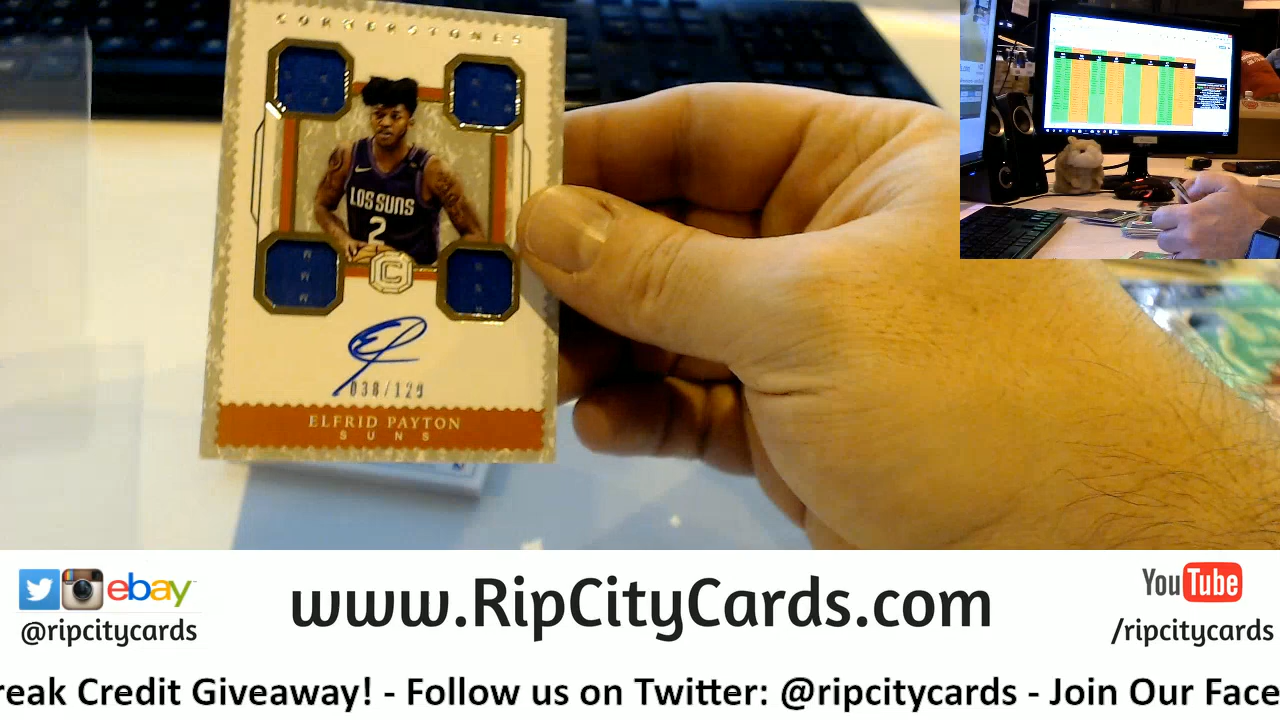 CORNERSTONES
LOS SUNS
2
C
038/129
ELFRID PAYTON
SUNS
ebay
@ripcitycards
www.RipCityCards.com
YouTube
/ripcitycards
reak Credit Giveaway! - Follow us on Twitter: @ripcitycards - Join Our Face